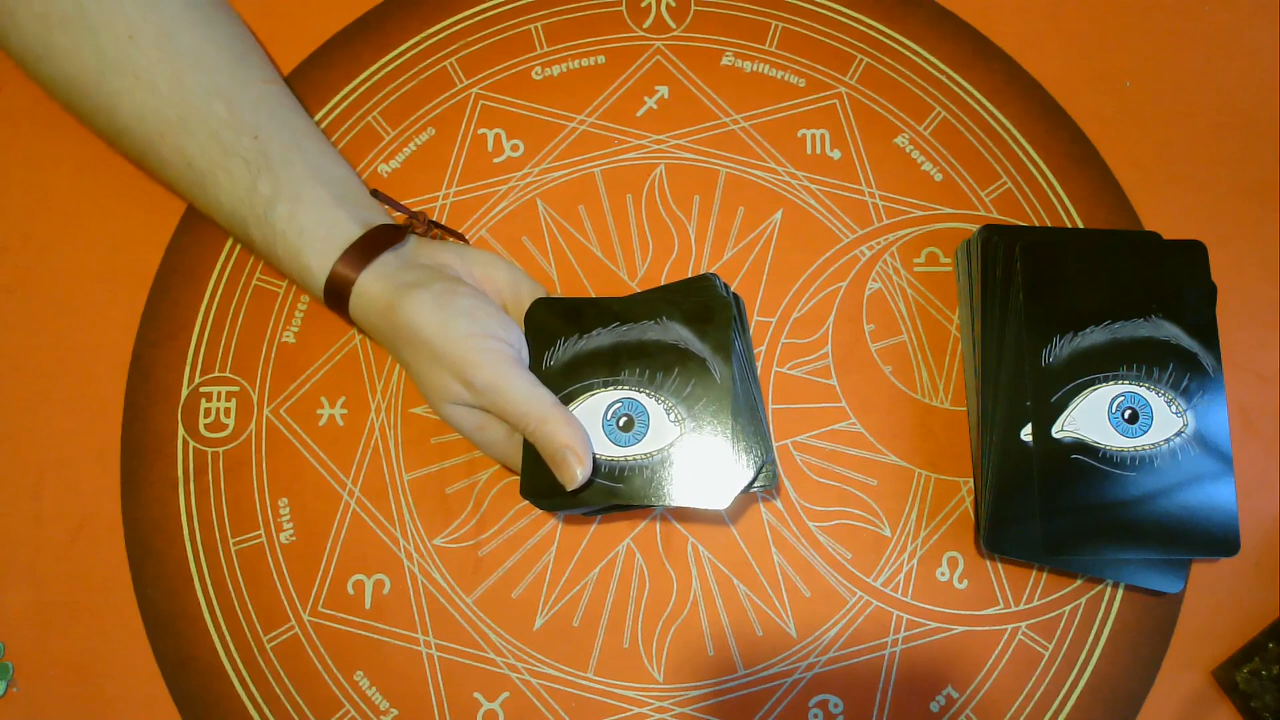 Capricorn
Sagittarius
Aquarius
Scorpio
Pisces
Aries
Taurus
Leo